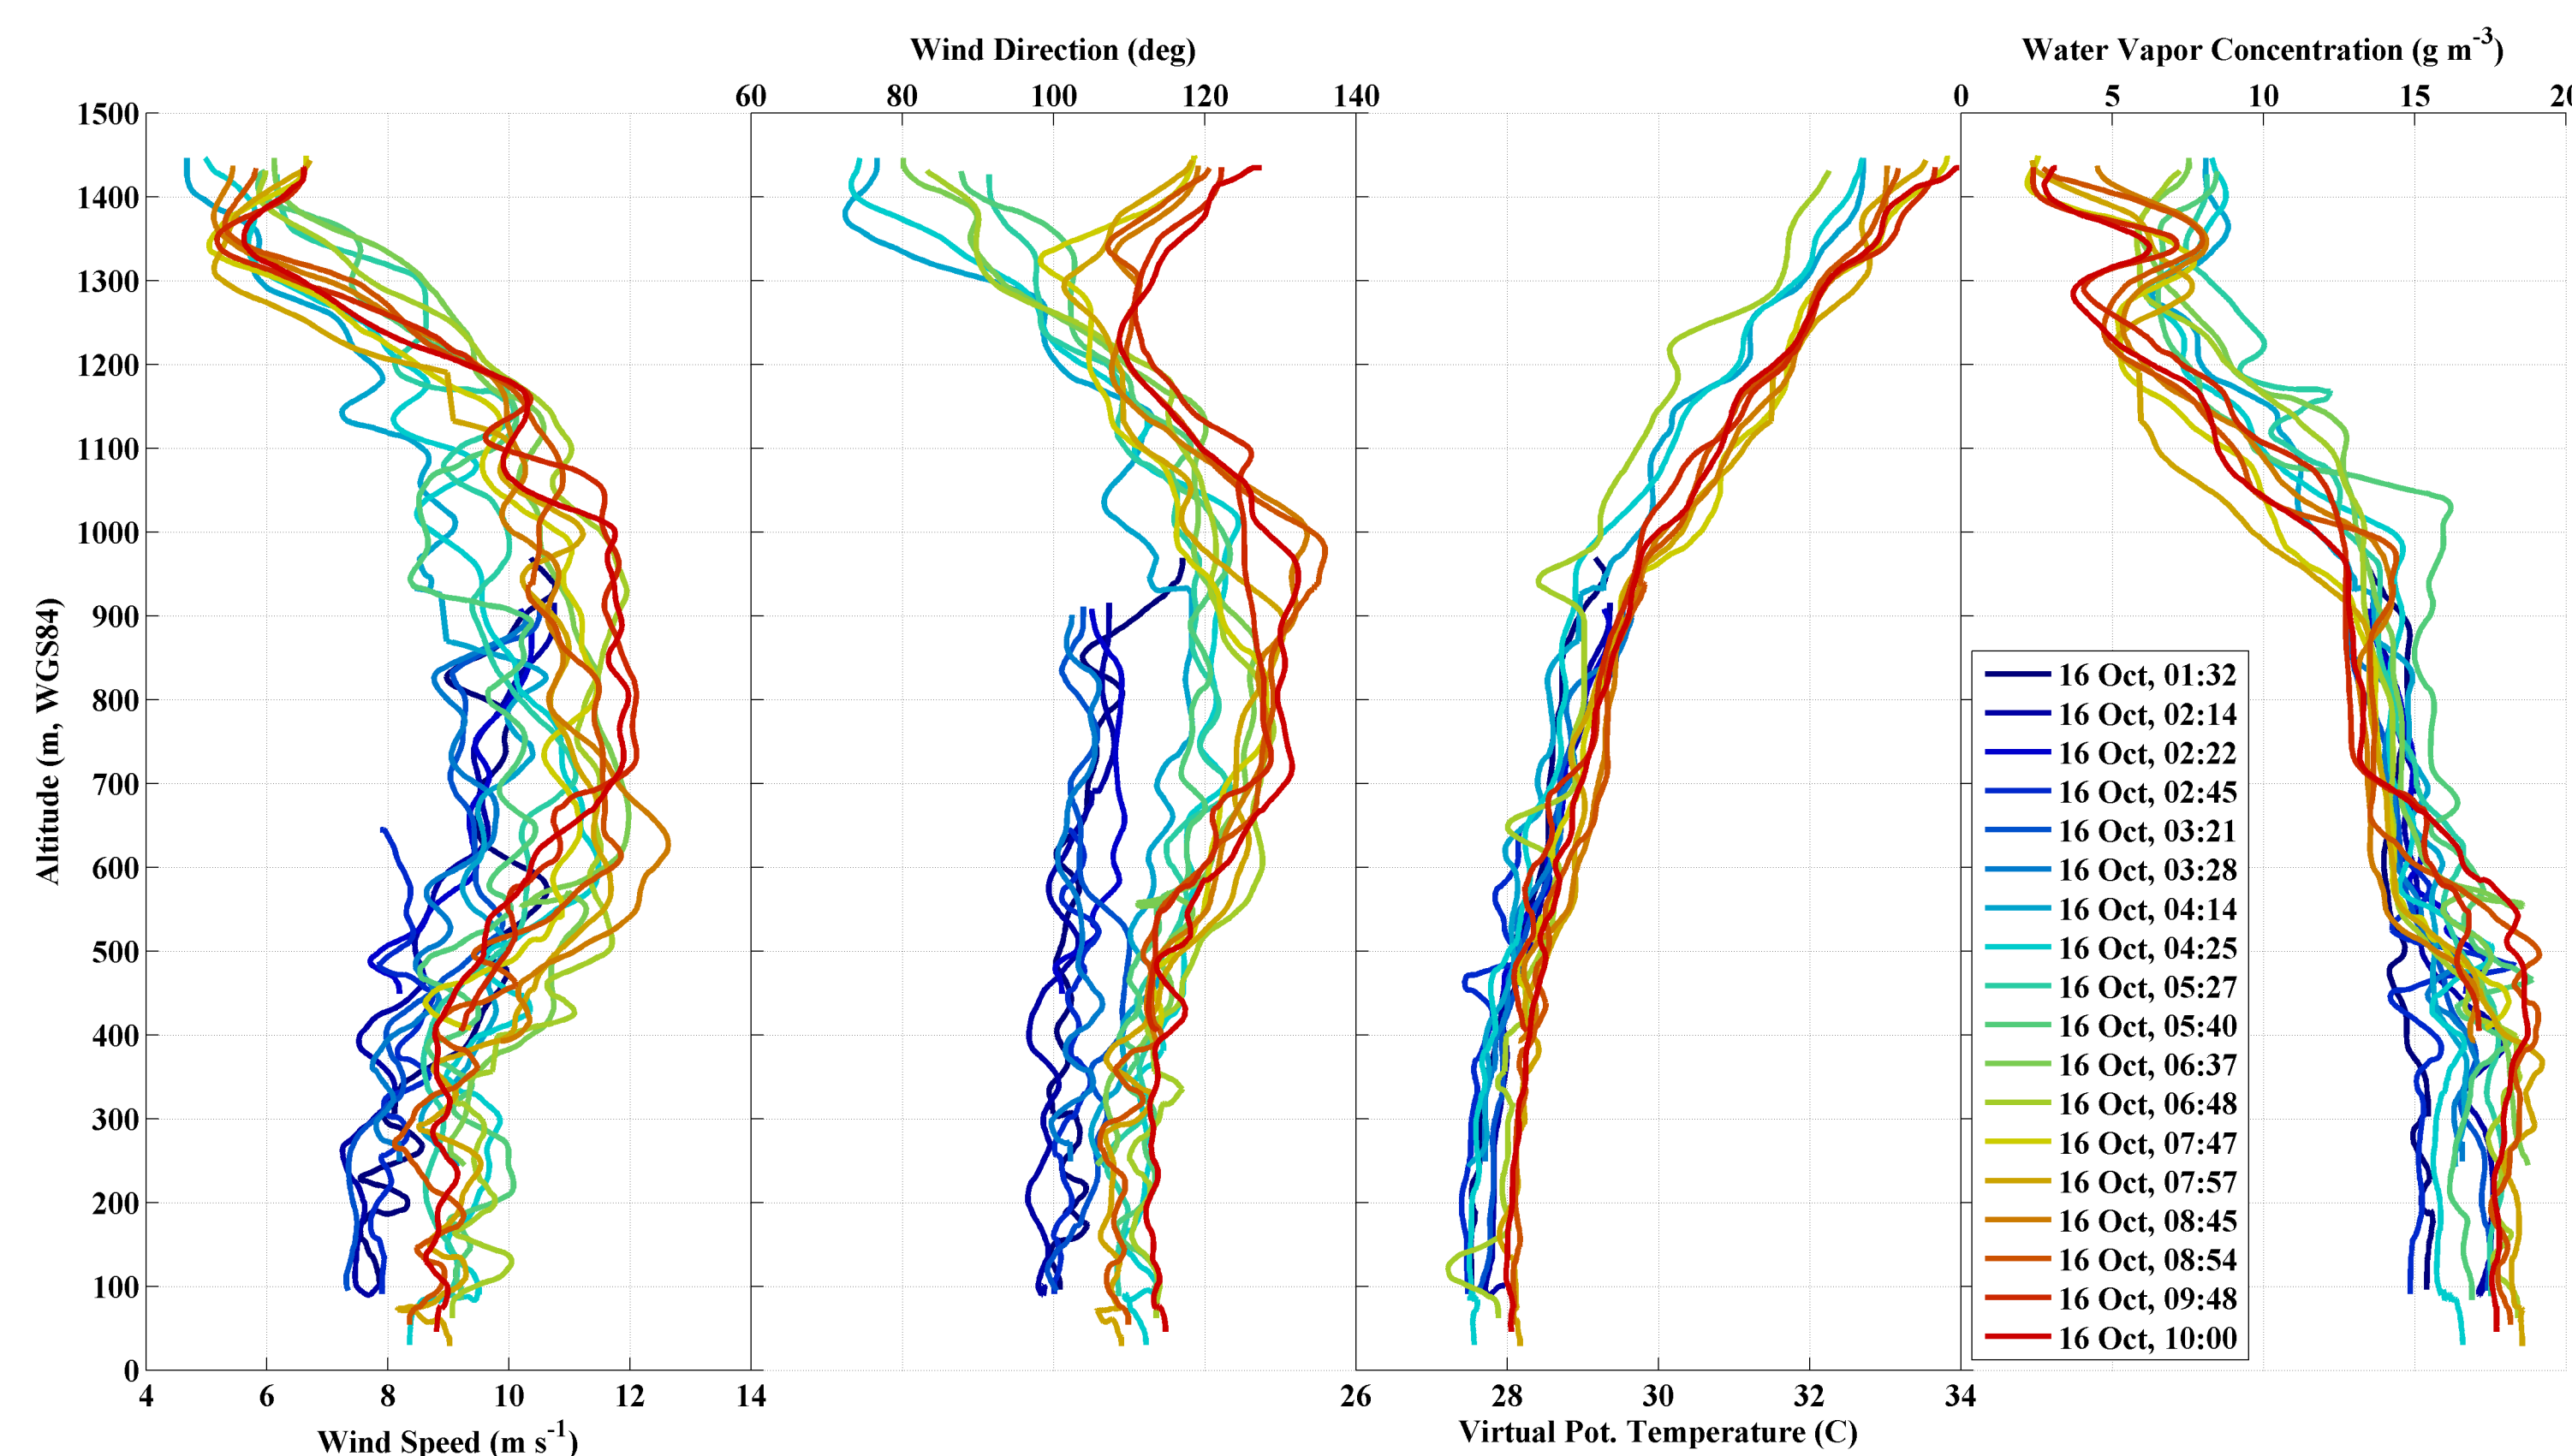 Wind Direction (deg)
Water Vapor Concentration (g m-3)
60 80 100 120 140
0 5 10 15
1500
1400
1300
1200
1100
1000
900
800
700
600
500
400
300
200
100
0
Altitude (m, WGS84)
16 Oct, 01:32
16 Oct, 02:14
16 Oct, 02:22
16 Oct, 02:45
16 Oct, 03:21
16 Oct, 03:28
16 Oct, 04:14
16 Oct, 04:25
16 Oct, 05:27
16 Oct, 05:40
16 Oct, 06:37
16 Oct, 06:48
16 Oct, 07:47
16 Oct, 07:57
16 Oct, 08:45
16 Oct, 08:54
16 Oct, 09:48
16 Oct, 10:00
4 6 8 10 12 14
26 28 30 32 34
Wind Speed (m s-1)
Virtual Pot. Temperature (C)